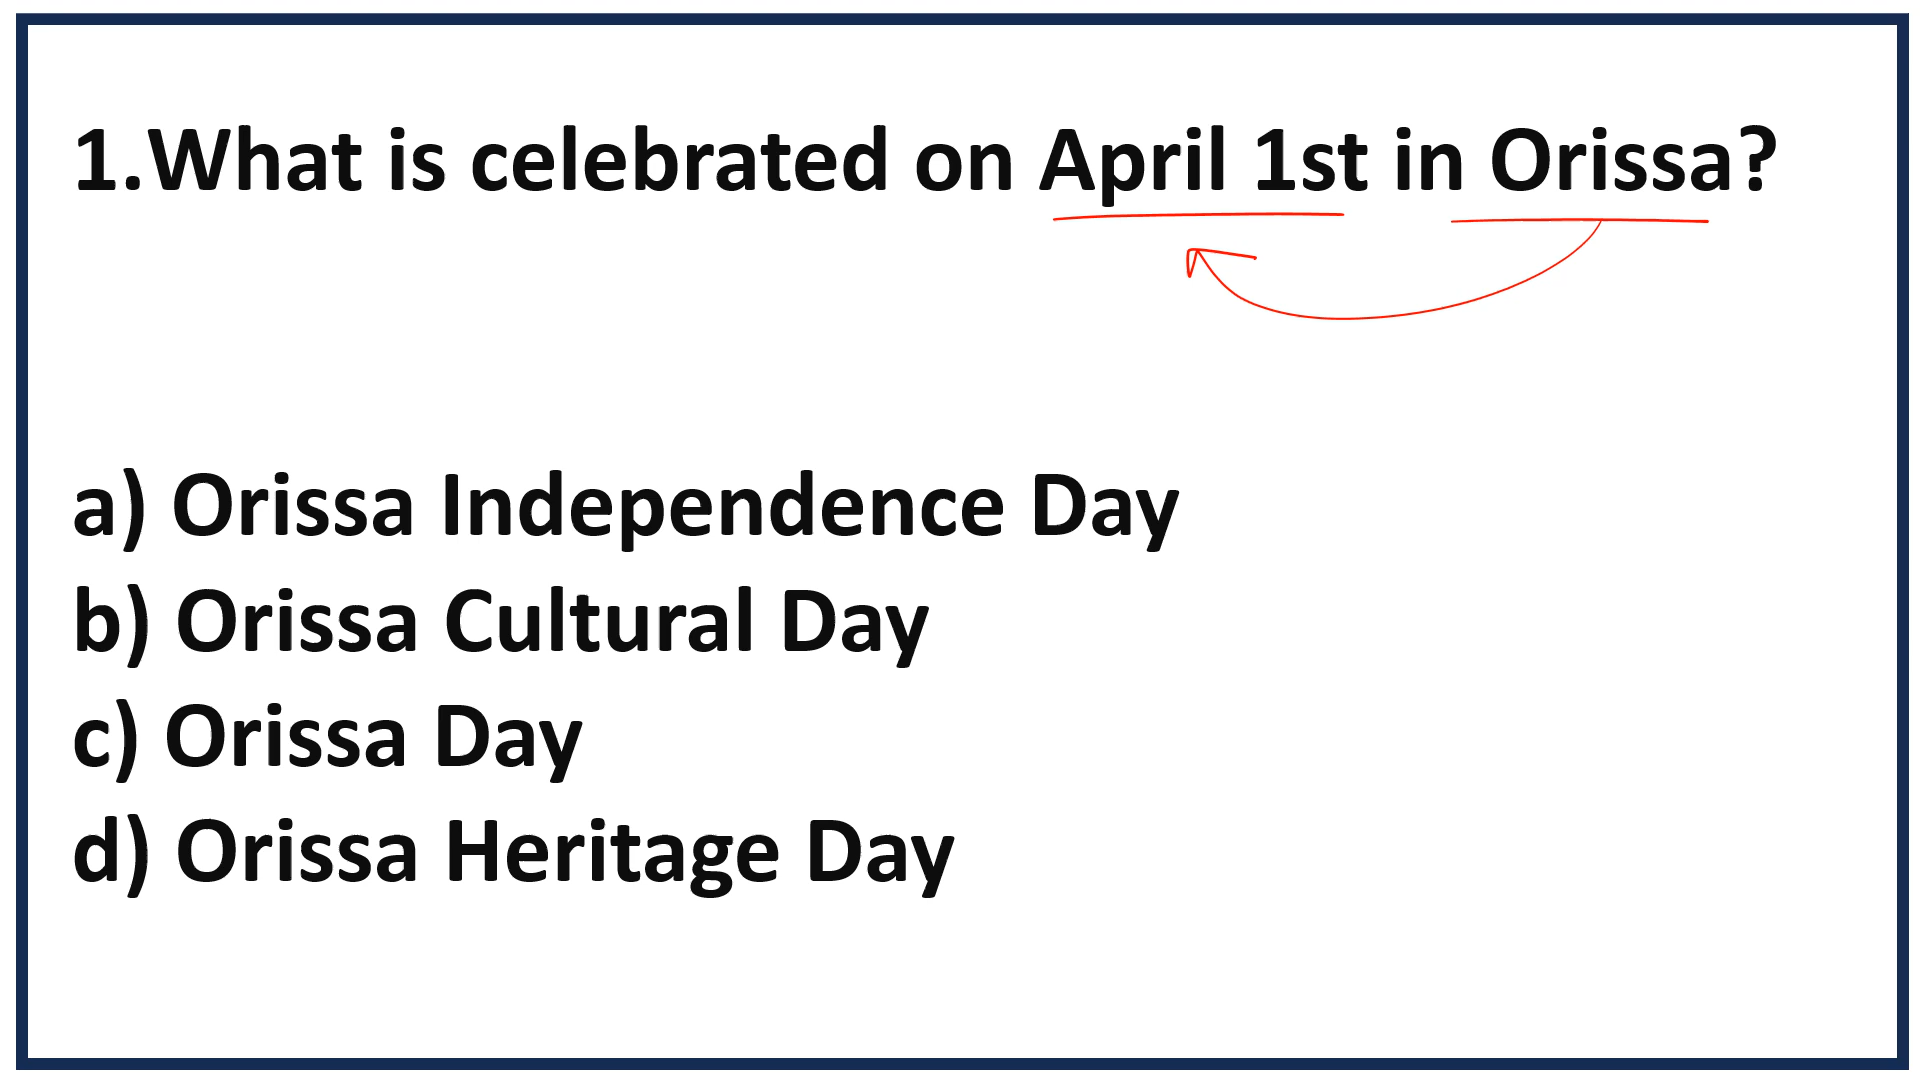 1.What is celebrated on April 1st in Orissa?
a) Orissa Independence Day
b) Orissa Cultural Day
c) Orissa Day
d) Orissa Heritage Day